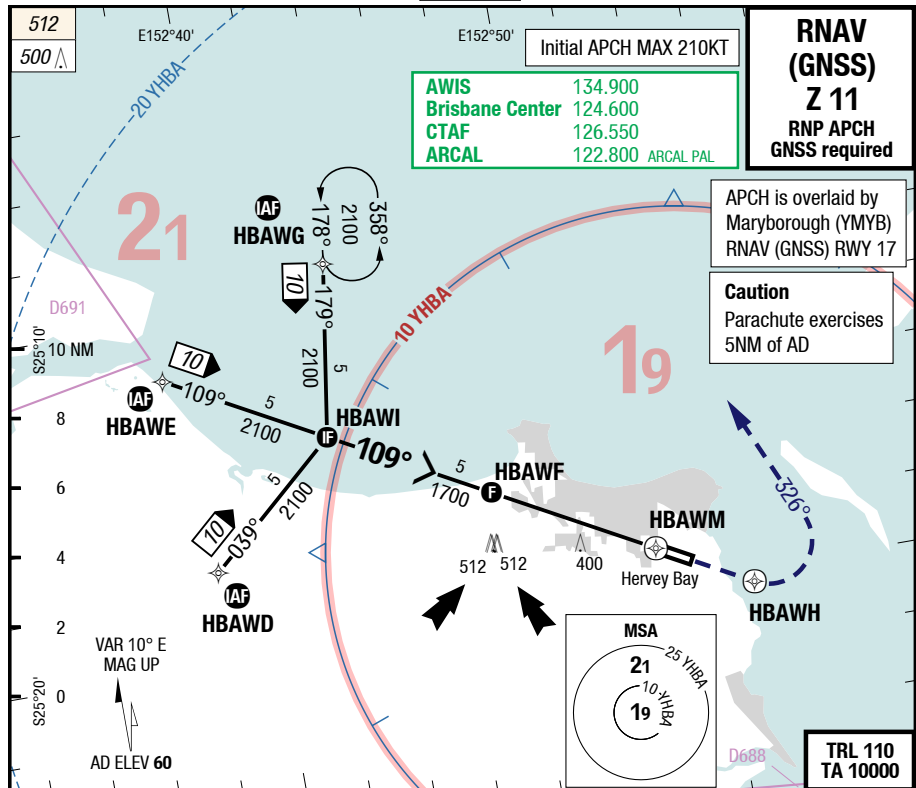 512
500
E152°40'
E152°50'
Initial APCH MAX 210KT
RNAV
(GNSS)
Z 11
RNP APCH
GNSS required
AWIS 134.900
Brisbane Center 124.600
CTAF 126.550
ARCAL 122.800 ARCAL PAL
20 YHBA
APCH is overlaid by
Maryborough (YMYB)
RNAV (GNSS) RWY 17
Caution
Parachute exercises
5NM of AD
21
IAF
HBAWG
178°
2100
358°
10
179°
2100
5
10 YHBA
19
D691
S25°10'
10 NM
10
IAF
HBAWE
109°
5
2100
HBAWI
IF
109°
5
1700
HBAWF
F
8
6
4
2
0
5
2100
10
039°
IAF
HBAWD
512
512
400
HBAWM
Hervey Bay
326°
HBAWH
VAR 10° E
MAG UP
S25°20'
AD ELEV 60
MSA
21
25 YHBA
10 YHBA
19
D688
TRL 110
TA 10000